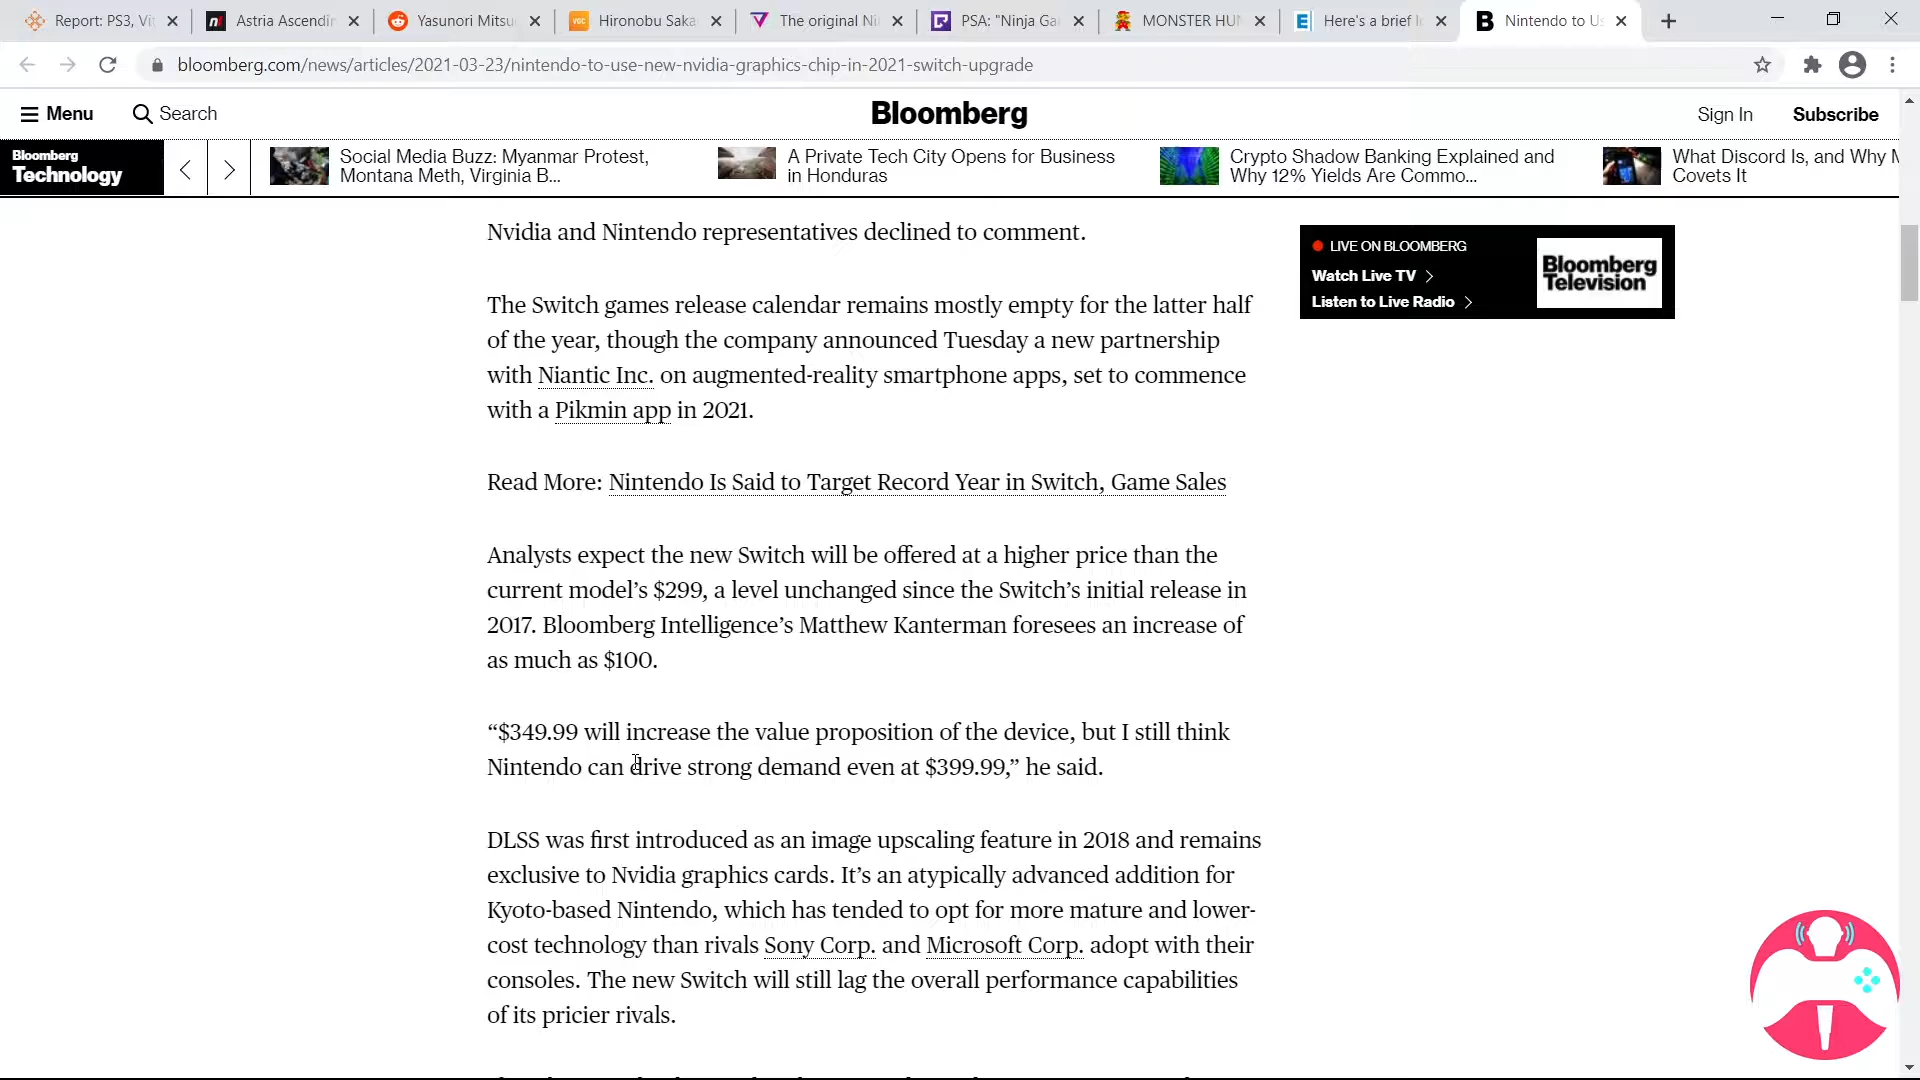 Report: PS3, Vit
Astria Ascendin
Yasunori Mitsu
Hironobu Saka
The original Ni
PSA: "Ninja Ga
MONSTER HUN
Here's a brief l
Nintendo to Us
bloomberg.com/news/articles/2021-03-23/nintendo-to-use-new-nvidia-graphics-chip-in-2021-switch-upgrade
Menu
Search
Bloomberg
Sign In
Subscribe
Bloomberg
Technology
Social Media Buzz: Myanmar Protest,
Montana Meth, Virginia B...
A Private Tech City Opens for Business
in Honduras
Crypto Shadow Banking Explained and
Why 12% Yields Are Commo...
What Discord Is, and Why M
Covets It
Nvidia and Nintendo representatives declined to comment.
The Switch games release calendar remains mostly empty for the latter half
of the year, though the company announced Tuesday a new partnership
with Niantic Inc. on augmented-reality smartphone apps, set to commence
with a Pikmin app in 2021.
Read More: Nintendo Is Said to Target Record Year in Switch, Game Sales
Analysts expect the new Switch will be offered at a higher price than the
current model’s $299, a level unchanged since the Switch’s initial release in
2017. Bloomberg Intelligence’s Matthew Kanterman foresees an increase of
as much as $100.
“$349.99 will increase the value proposition of the device, but I still think
Nintendo can drive strong demand even at $399.99,” he said.
DLSS was first introduced as an image upscaling feature in 2018 and remains
exclusive to Nvidia graphics cards. It’s an atypically advanced addition for
Kyoto-based Nintendo, which has tended to opt for more mature and lower-
cost technology than rivals Sony Corp. and Microsoft Corp. adopt with their
consoles. The new Switch will still lag the overall performance capabilities
of its pricier rivals.
LIVE ON BLOOMBERG
Watch Live TV
Listen to Live Radio
Bloomberg
Television